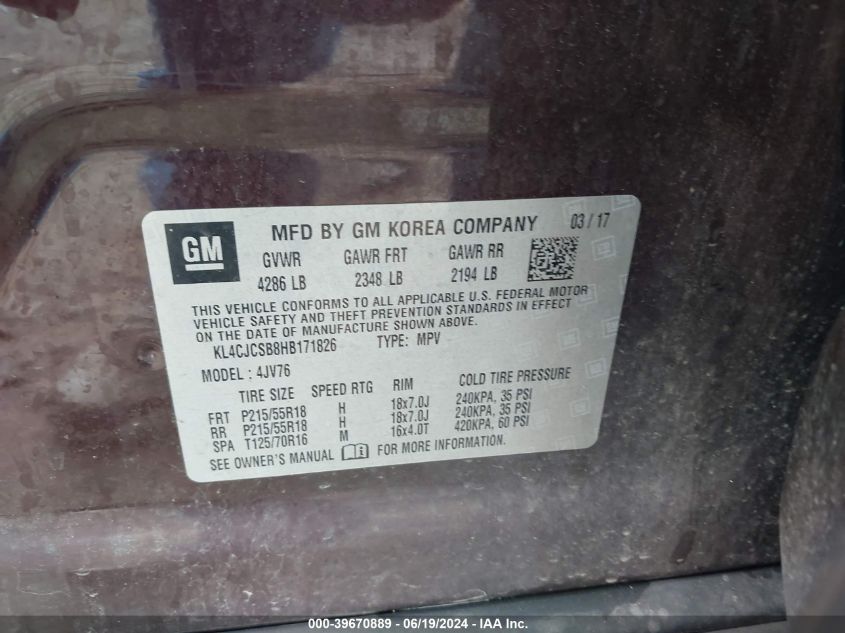 GM
MFD BY GM KOREA COMPANY 03 / 17
GVWR GAWR FRT GAWR RR
4286 LB 2348 LB 2194 LB
THIS VEHICLE CONFORMS TO ALL APPLICABLE U.S. FEDERAL MOTOR
VEHICLE SAFETY AND THEFT PREVENTION STANDARDS IN EFFECT
ON THE DATE OF MANUFACTURE SHOWN ABOVE.
KL4CJCSB8HB171826 TYPE: MPV
MODEL : 4JV76
TIRE SIZE SPEED RTG RIM COLD TIRE PRESSURE
FRT P215/55R18 H 18x7.0J 240KPA, 35 PSI
RR P215/55R18 H 18x7.0J 240KPA, 35 PSI
SPA T125/70R16 M 16x4.0T 420KPA, 60 PSI
SEE OWNER'S MANUAL FOR MORE INFORMATION.
000-39670889 - 06/19/2024 - IAAI, Inc.